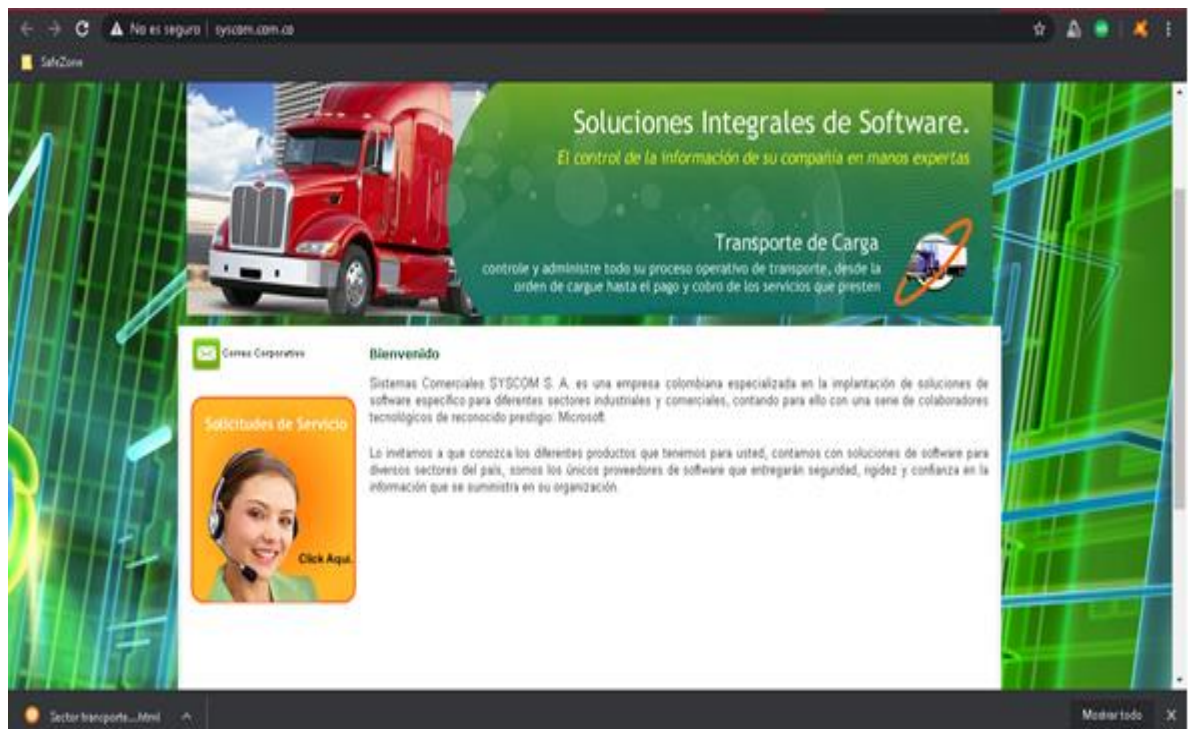 No es seguro | syscom.com.co
SafeZone
Soluciones Integrales de Software.
El control de la información de su compañía en manos expertas
Transporte de Carga
controle y administre todo su proceso operativo de transporte, desde la
orden de cargue hasta el pago y cobro de los servicios que presten
Correo Corporativo
Bienvenido
Sistemas Comerciales SYSCOM S. A. es una empresa colombiana especializada en la implantación de soluciones de
software específico para diferentes sectores industriales y comerciales, contando para ello con una serie de colaboradores
tecnológicos de reconocido prestigio: Microsoft
Solicitudes de Servicio
Lo invitamos a que conozca los diferentes productos que tenemos para usted, contamos con soluciones de software para
diversos sectores del país, somos los únicos proveedores de software que entregarán seguridad, rigidez y confianza en la
información que se suministra en su organización.
Click Aqui.
Sector transporte....html
Mostrar todo